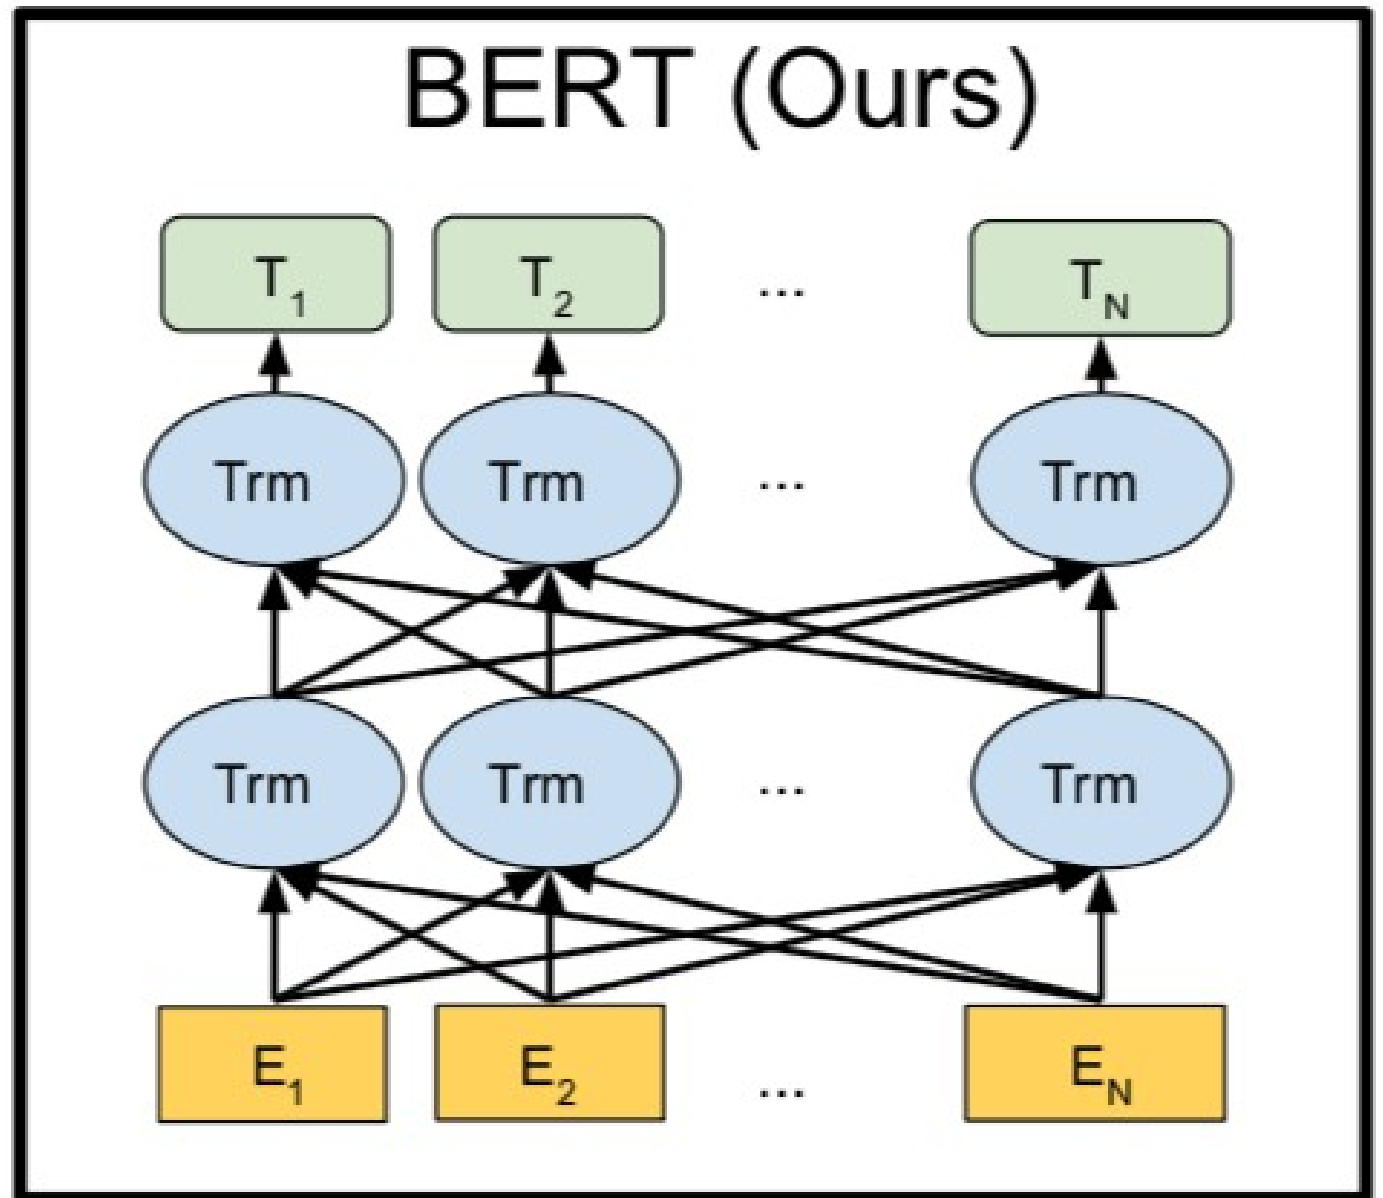 BERT (Ours)
T1 T2 ... TN
Trm Trm ... Trm
Trm Trm ... Trm
E1 E2 ... EN